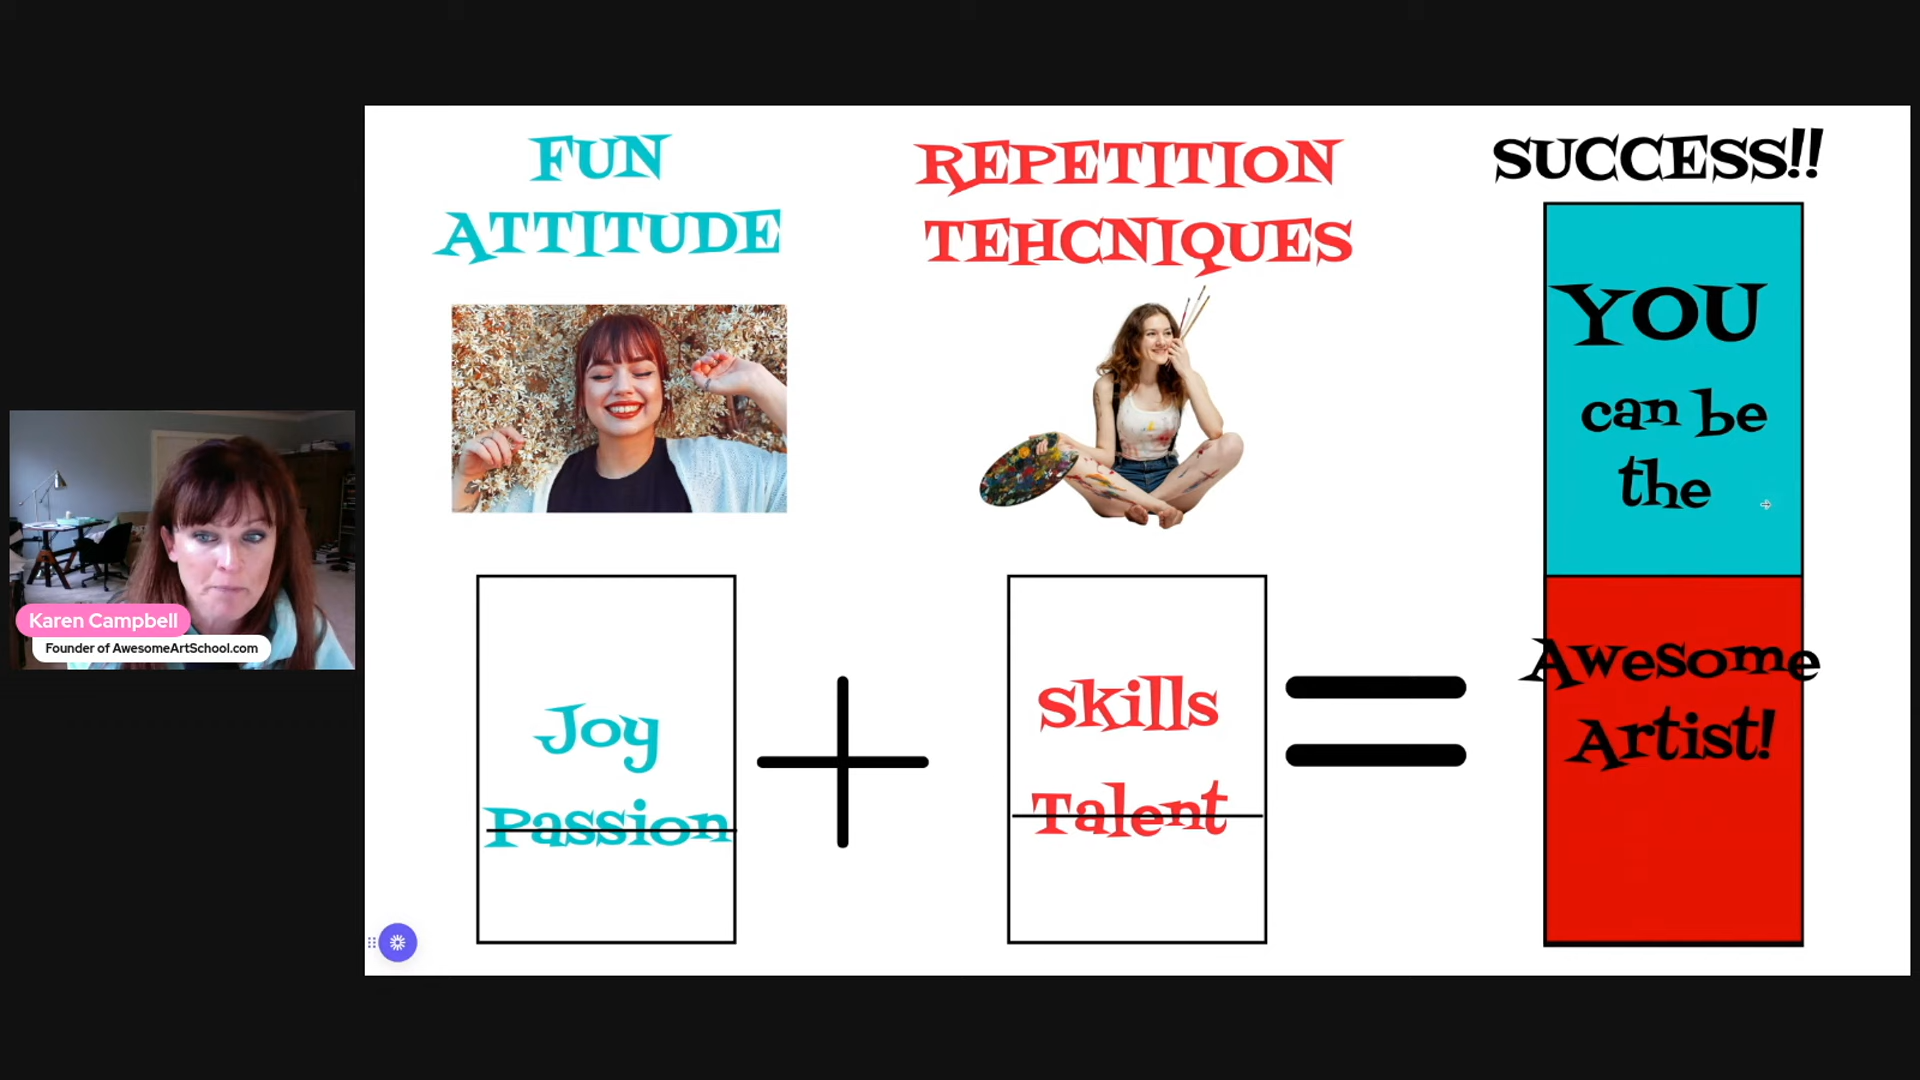 FUN
ATTITUDE
REPETITION
TEHCNIQUES
SUCCESS!!
YOU
can be
the
Awesome
Artist!
Joy
Passion
Skills
Talent
Karen Campbell
Founder of AwesomeArtSchool.com